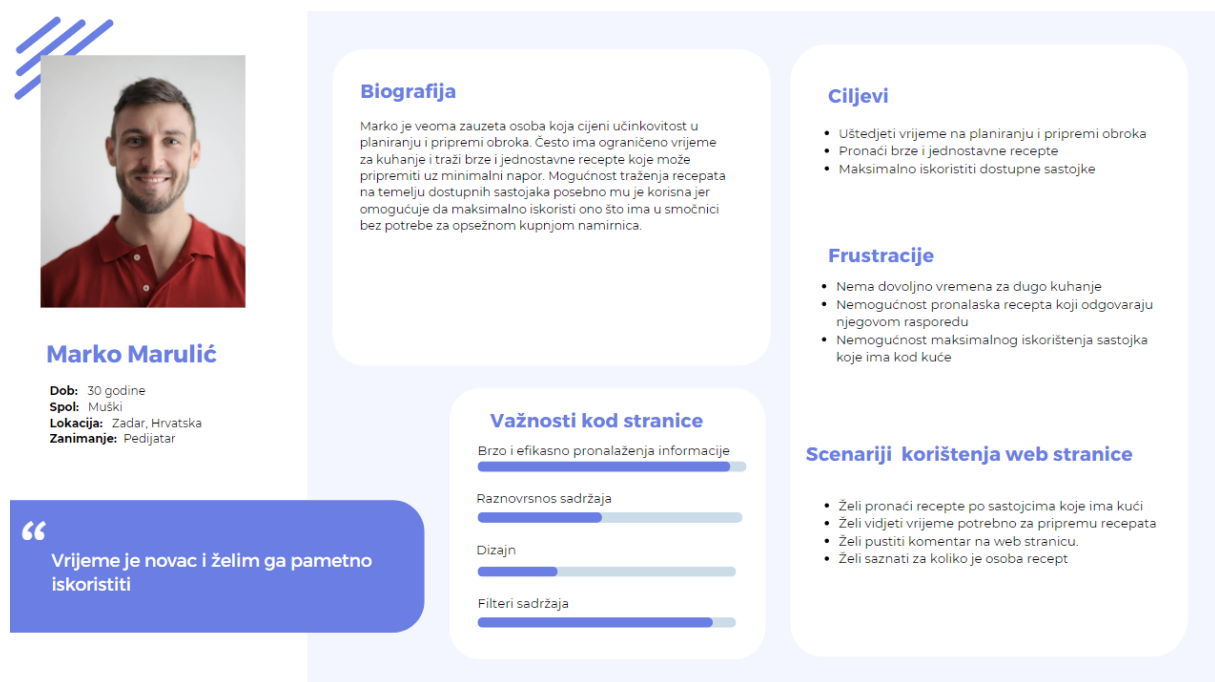 Marko Marulić
Dob: 30 godine
Spol: Muški
Lokacija: Zadar, Hrvatska
Zanimanje: Pedijatar
“
Vrijeme je novac i želim ga pametno
iskoristiti
Biografija
Marko je veoma zauzeta osoba koja cijeni učinkovitost u
planiranju i pripremi obroka. Često ima ograničeno vrijeme
za kuhanje i traži brze i jednostavne recepte koje može
pripremiti uz minimalni napor. Mogućnost traženja recepata
na temelju dostupnih sastojaka posebno mu je korisna jer
omogućuje da maksimalno iskoristi ono što ima u smočnici
bez potrebe za opsežnom kupnjom namirnica.
Važnosti kod stranice
Brzo i efikasno pronalaženja informacije
Raznovrsnos sadržaja
Dizajn
Filteri sadržaja
Ciljevi
• Uštedjeti vrijeme na planiranju i pripremi obroka
• Pronaći brze i jednostavne recepte
• Maksimalno iskoristiti dostupne sastojke
Frustracije
• Nema dovoljno vremena za dugo kuhanje
• Nemogućnost pronalaska recepta koji odgovaraju
njegovom rasporedu
• Nemogućnost maksimalnog iskorištenja sastojka
koje ima kod kuće
Scenariji korištenja web stranice
• Želi pronaći recepte po sastojcima koje ima kući
• Želi vidjeti vrijeme potrebno za pripremu recepata
• Želi pustiti komentar na web stranicu.
• Želi saznati za koliko je osoba recept